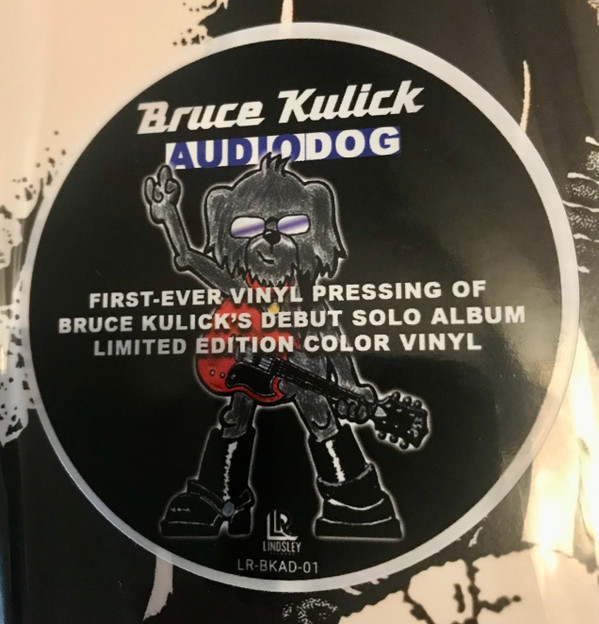 Bruce Kulick
AUDIODOG
FIRST-EVER VINYL PRESSING OF
BRUCE KULICK'S DEBUT SOLO ALBUM
LIMITED EDITION COLOR VINYL
LR
LINDSLEY
LR-BKAD-01